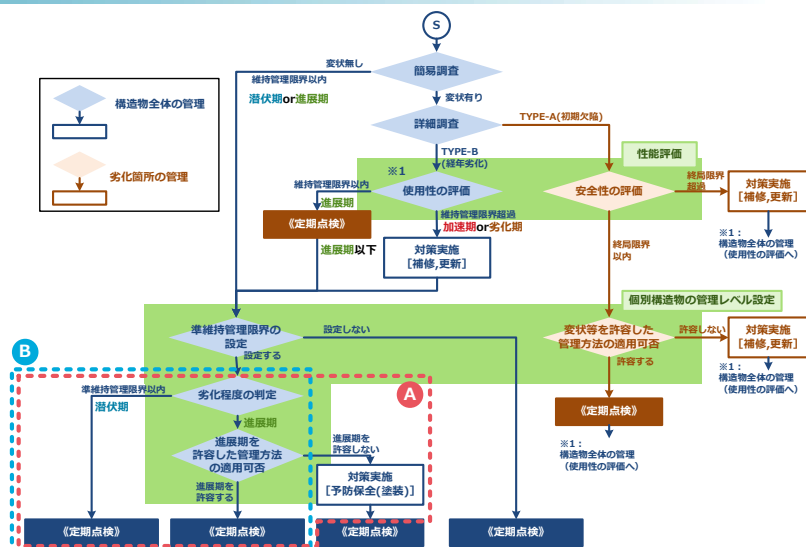 S
変状無し
簡易調査
維持管理限界以内
潜伏期or進展期
変状有り
構造物全体の管理
詳細調査
TYPE-A(初期欠陥)
TYPE-B
(経年劣化)
性能評価
劣化箇所の管理
※1
維持管理限界以内
使用性の評価
安全性の評価
終局限界
超過
対策実施
[補修,更新]
進展期
維持管理限界超過
加速期or劣化期
《定期点検》
※1：
構造物全体の管理
（使用性の評価へ）
進展期以下
対策実施
[補修,更新]
終局限界
以内
個別構造物の管理レベル設定
準維持管理限界の
設定
設定しない
変状等を許容した
管理方法の適用可否
許容しない
対策実施
[補修,更新]
B
設定する
許容する
※1：
構造物全体の管理
（使用性の評価へ）
準維持管理限界以内
劣化程度の判定
A
潜伏期
《定期点検》
進展期
進展期を
許容しない
※1：
構造物全体の管理
（使用性の評価へ）
進展期を
許容した管理方法
の適用可否
対策実施
[予防保全(塗装)]
進展期を
許容する
《定期点検》
《定期点検》
《定期点検》
《定期点検》